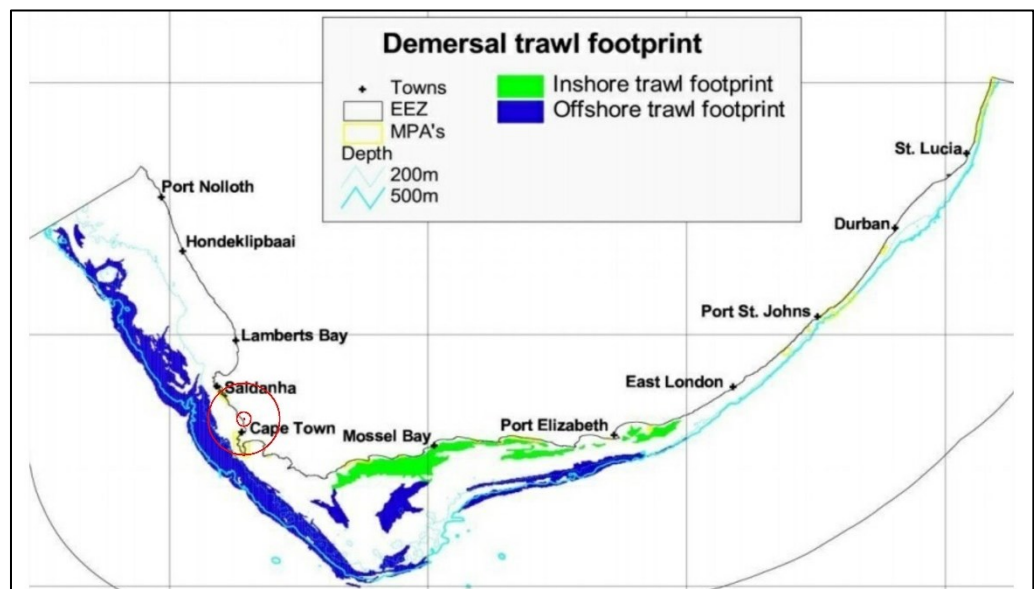 Demersal trawl footprint
Towns
EEZ
MPA's
Depth
200m
500m
Inshore trawl footprint
Offshore trawl footprint
St. Lucia
Port Nolloth
Durban
Hondeklipbaai
Port St. Johns
Lamberts Bay
East London
Saldanha
Cape Town
Mossel Bay
Port Elizabeth